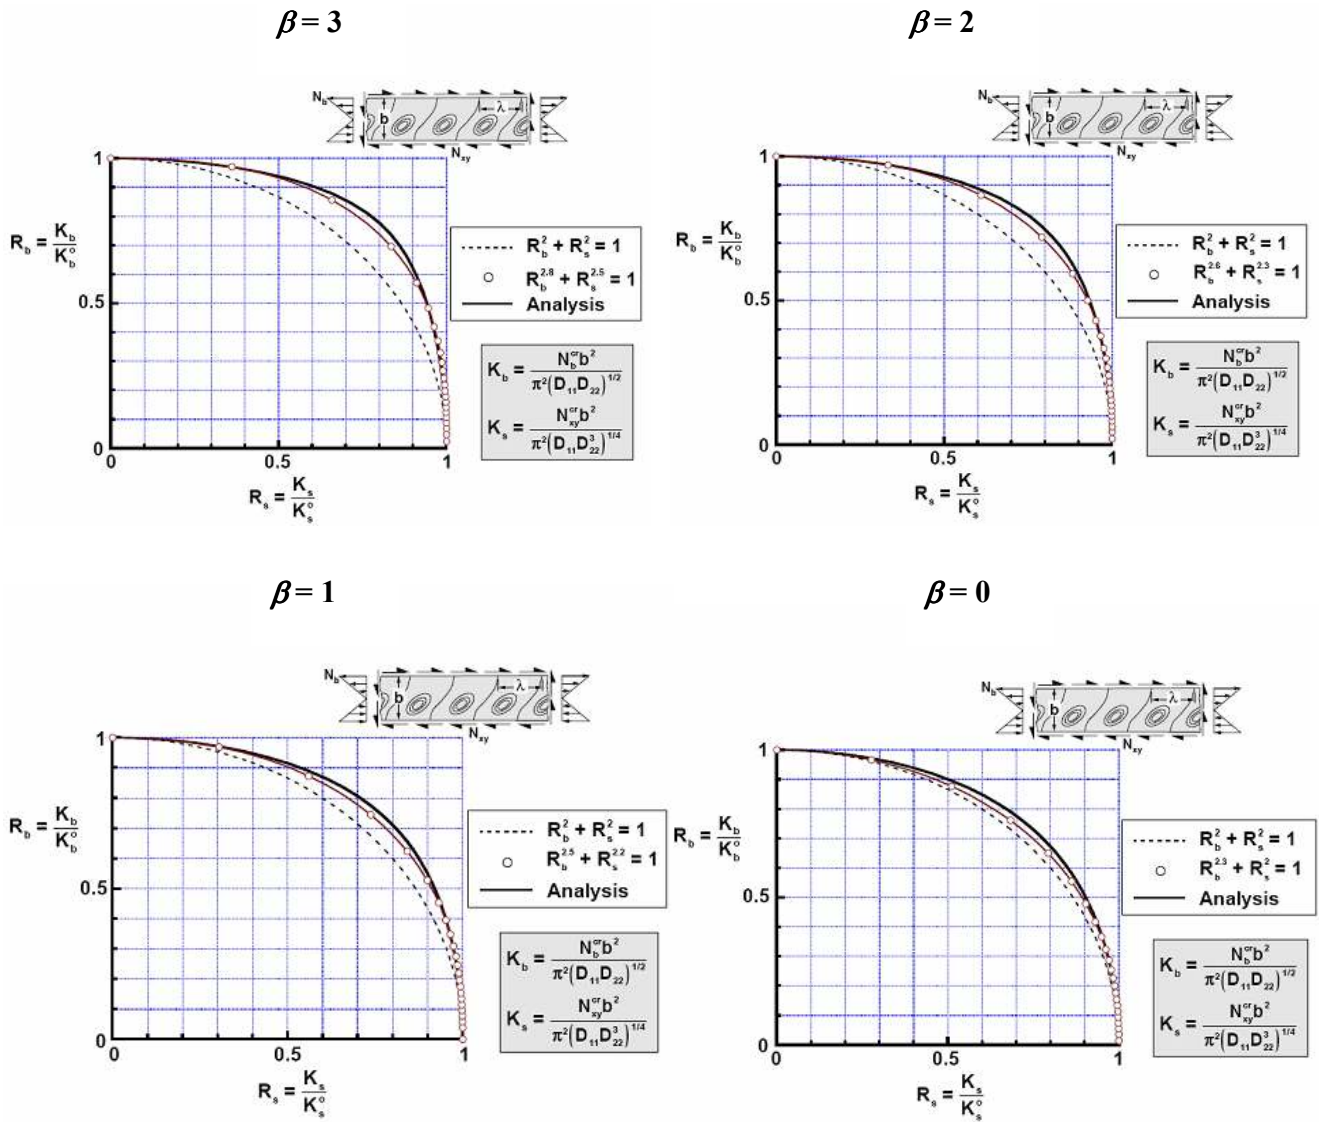 β = 3
N_b
b
λ
N_xy
1
R_b = K_b / K_b^o
0.5
0
0 0.5 1
R_s = K_s / K_s^o
R_b^2 + R_s^2 = 1
R_b^2.8 + R_s^2.5 = 1
Analysis
K_b = N_b^cr b^2 / π^2(D_11 D_22)^1/2
K_s = N_xy^cr b^2 / π^2(D_11 D_22^3)^1/4
β = 2
N_b
b
λ
N_xy
1
R_b = K_b / K_b^o
0.5
0
0 0.5 1
R_s = K_s / K_s^o
R_b^2 + R_s^2 = 1
R_b^2.6 + R_s^2.3 = 1
Analysis
K_b = N_b^cr b^2 / π^2(D_11 D_22)^1/2
K_s = N_xy^cr b^2 / π^2(D_11 D_22^3)^1/4
β = 1
N_b
b
λ
N_xy
1
R_b = K_b / K_b^o
0.5
0
0 0.5 1
R_s = K_s / K_s^o
R_b^2 + R_s^2 = 1
R_b^2.5 + R_s^2.2 = 1
Analysis
K_b = N_b^cr b^2 / π^2(D_11 D_22)^1/2
K_s = N_xy^cr b^2 / π^2(D_11 D_22^3)^1/4
β = 0
N_b
b
λ
N_xy
1
R_b = K_b / K_b^o
0.5
0
0 0.5 1
R_s = K_s / K_s^o
R_b^2 + R_s^2 = 1
R_b^2.3 + R_s^2 = 1
Analysis
K_b = N_b^cr b^2 / π^2(D_11 D_22)^1/2
K_s = N_xy^cr b^2 / π^2(D_11 D_22^3)^1/4